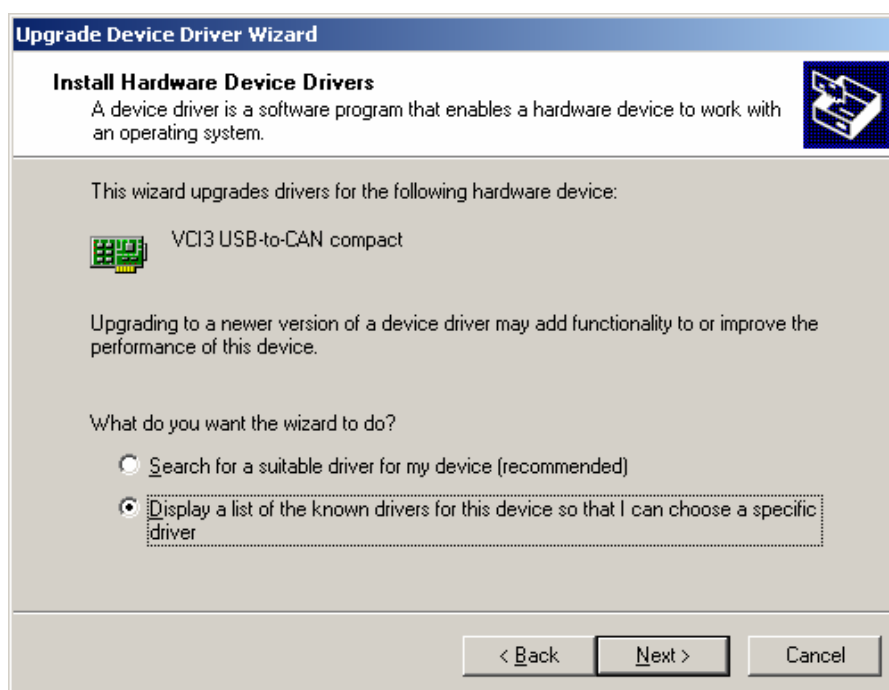 Upgrade Device Driver Wizard
Install Hardware Device Drivers
A device driver is a software program that enables a hardware device to work with
an operating system.
This wizard upgrades drivers for the following hardware device:
VCI3 USB-to-CAN compact
Upgrading to a newer version of a device driver may add functionality to or improve the
performance of this device.
What do you want the wizard to do?
Search for a suitable driver for my device (recommended)
Display a list of the known drivers for this device so that I can choose a specific
driver
< Back Next > Cancel